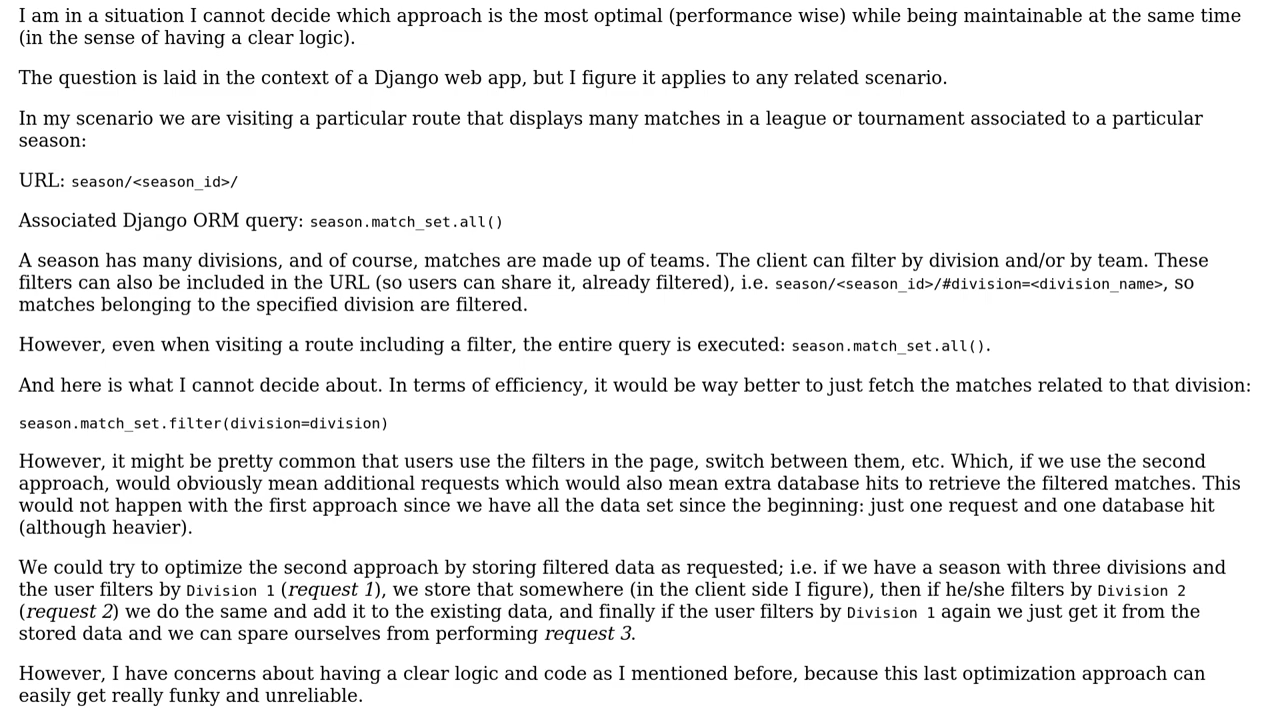 I am in a situation I cannot decide which approach is the most optimal (performance wise) while being maintainable at the same time
(in the sense of having a clear logic).
The question is laid in the context of a Django web app, but I figure it applies to any related scenario.
In my scenario we are visiting a particular route that displays many matches in a league or tournament associated to a particular
season:
URL: season/<season_id>/
Associated Django ORM query: season.match_set.all()
A season has many divisions, and of course, matches are made up of teams. The client can filter by division and/or by team. These
filters can also be included in the URL (so users can share it, already filtered), i.e. season/<season_id>/#division=<division_name>, so
matches belonging to the specified division are filtered.
However, even when visiting a route including a filter, the entire query is executed: season.match_set.all().
And here is what I cannot decide about. In terms of efficiency, it would be way better to just fetch the matches related to that division:
season.match_set.filter(division=division)
However, it might be pretty common that users use the filters in the page, switch between them, etc. Which, if we use the second
approach, would obviously mean additional requests which would also mean extra database hits to retrieve the filtered matches. This
would not happen with the first approach since we have all the data set since the beginning: just one request and one database hit
(although heavier).
We could try to optimize the second approach by storing filtered data as requested; i.e. if we have a season with three divisions and
the user filters by Division 1 (request 1), we store that somewhere (in the client side I figure), then if he/she filters by Division 2
(request 2) we do the same and add it to the existing data, and finally if the user filters by Division 1 again we just get it from the
stored data and we can spare ourselves from performing request 3.
However, I have concerns about having a clear logic and code as I mentioned before, because this last optimization approach can
easily get really funky and unreliable.